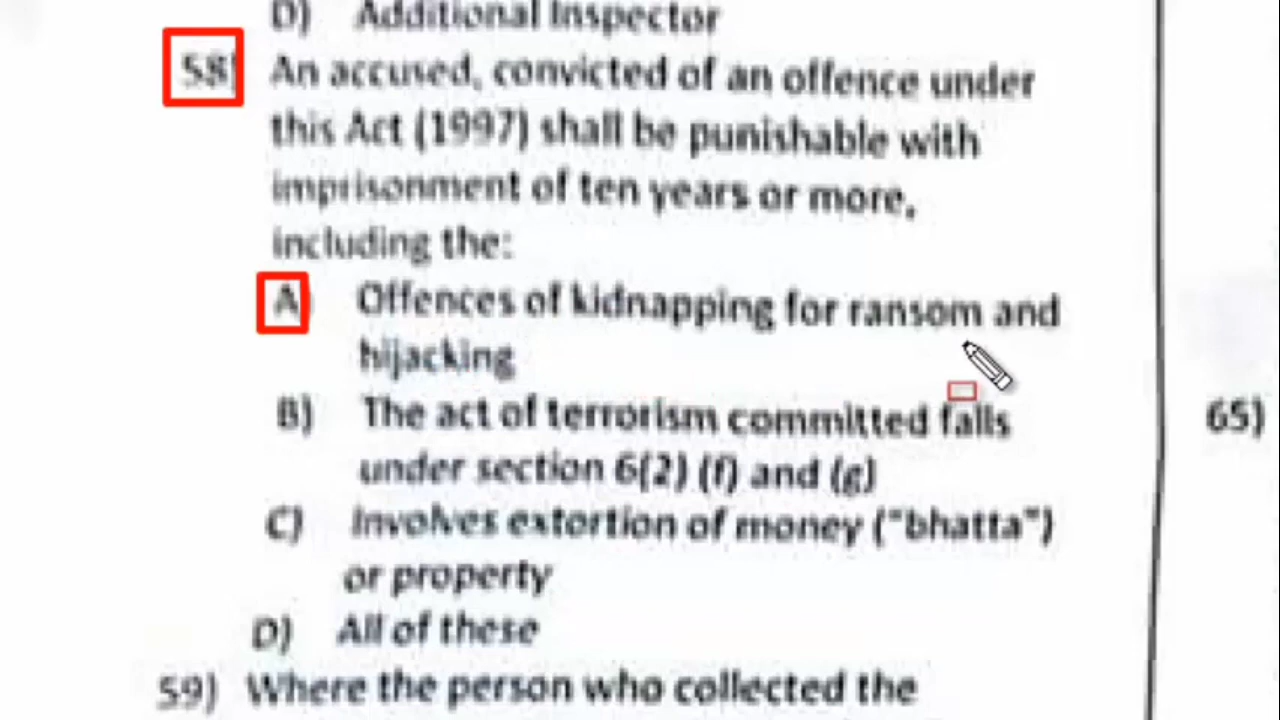 D) Additional Inspector
58) An accused, convicted of an offence under
this Act (1997) shall be punishable with
imprisonment of ten years or more,
including the:
A) Offences of kidnapping for ransom and
hijacking
B) The act of terrorism committed falls
under section 6(2) (f) and (g)
C) Involves extortion of money ("bhatta")
or property
D) All of these
59) Where the person who collected the
65)